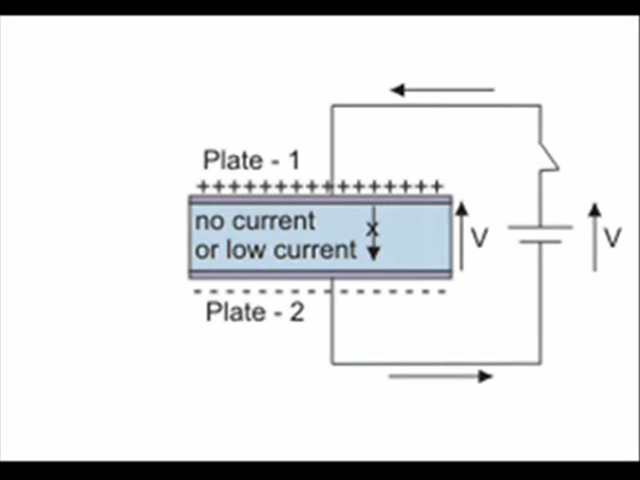 Plate - 1
+ + + + + + + + + + + + + + + +
no current
or low current
x
V
V
- - - - - - - - - - - - - - - - -
Plate - 2